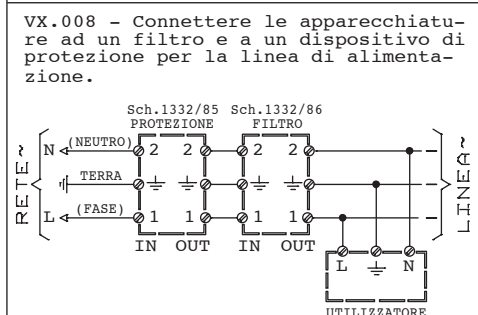 VX.008 - Connettere le apparecchiatu-
re ad un filtro e a un dispositivo di
protezione per la linea di alimenta-
zione.
Sch.1332/85 Sch.1332/86
PROTEZIONE FILTRO
RETE~
N (NEUTRO) 2 2 2 2
TERRA
L (FASE) 1 1 1 1
IN OUT IN OUT
LINEA~
L N
UTILIZZATORE